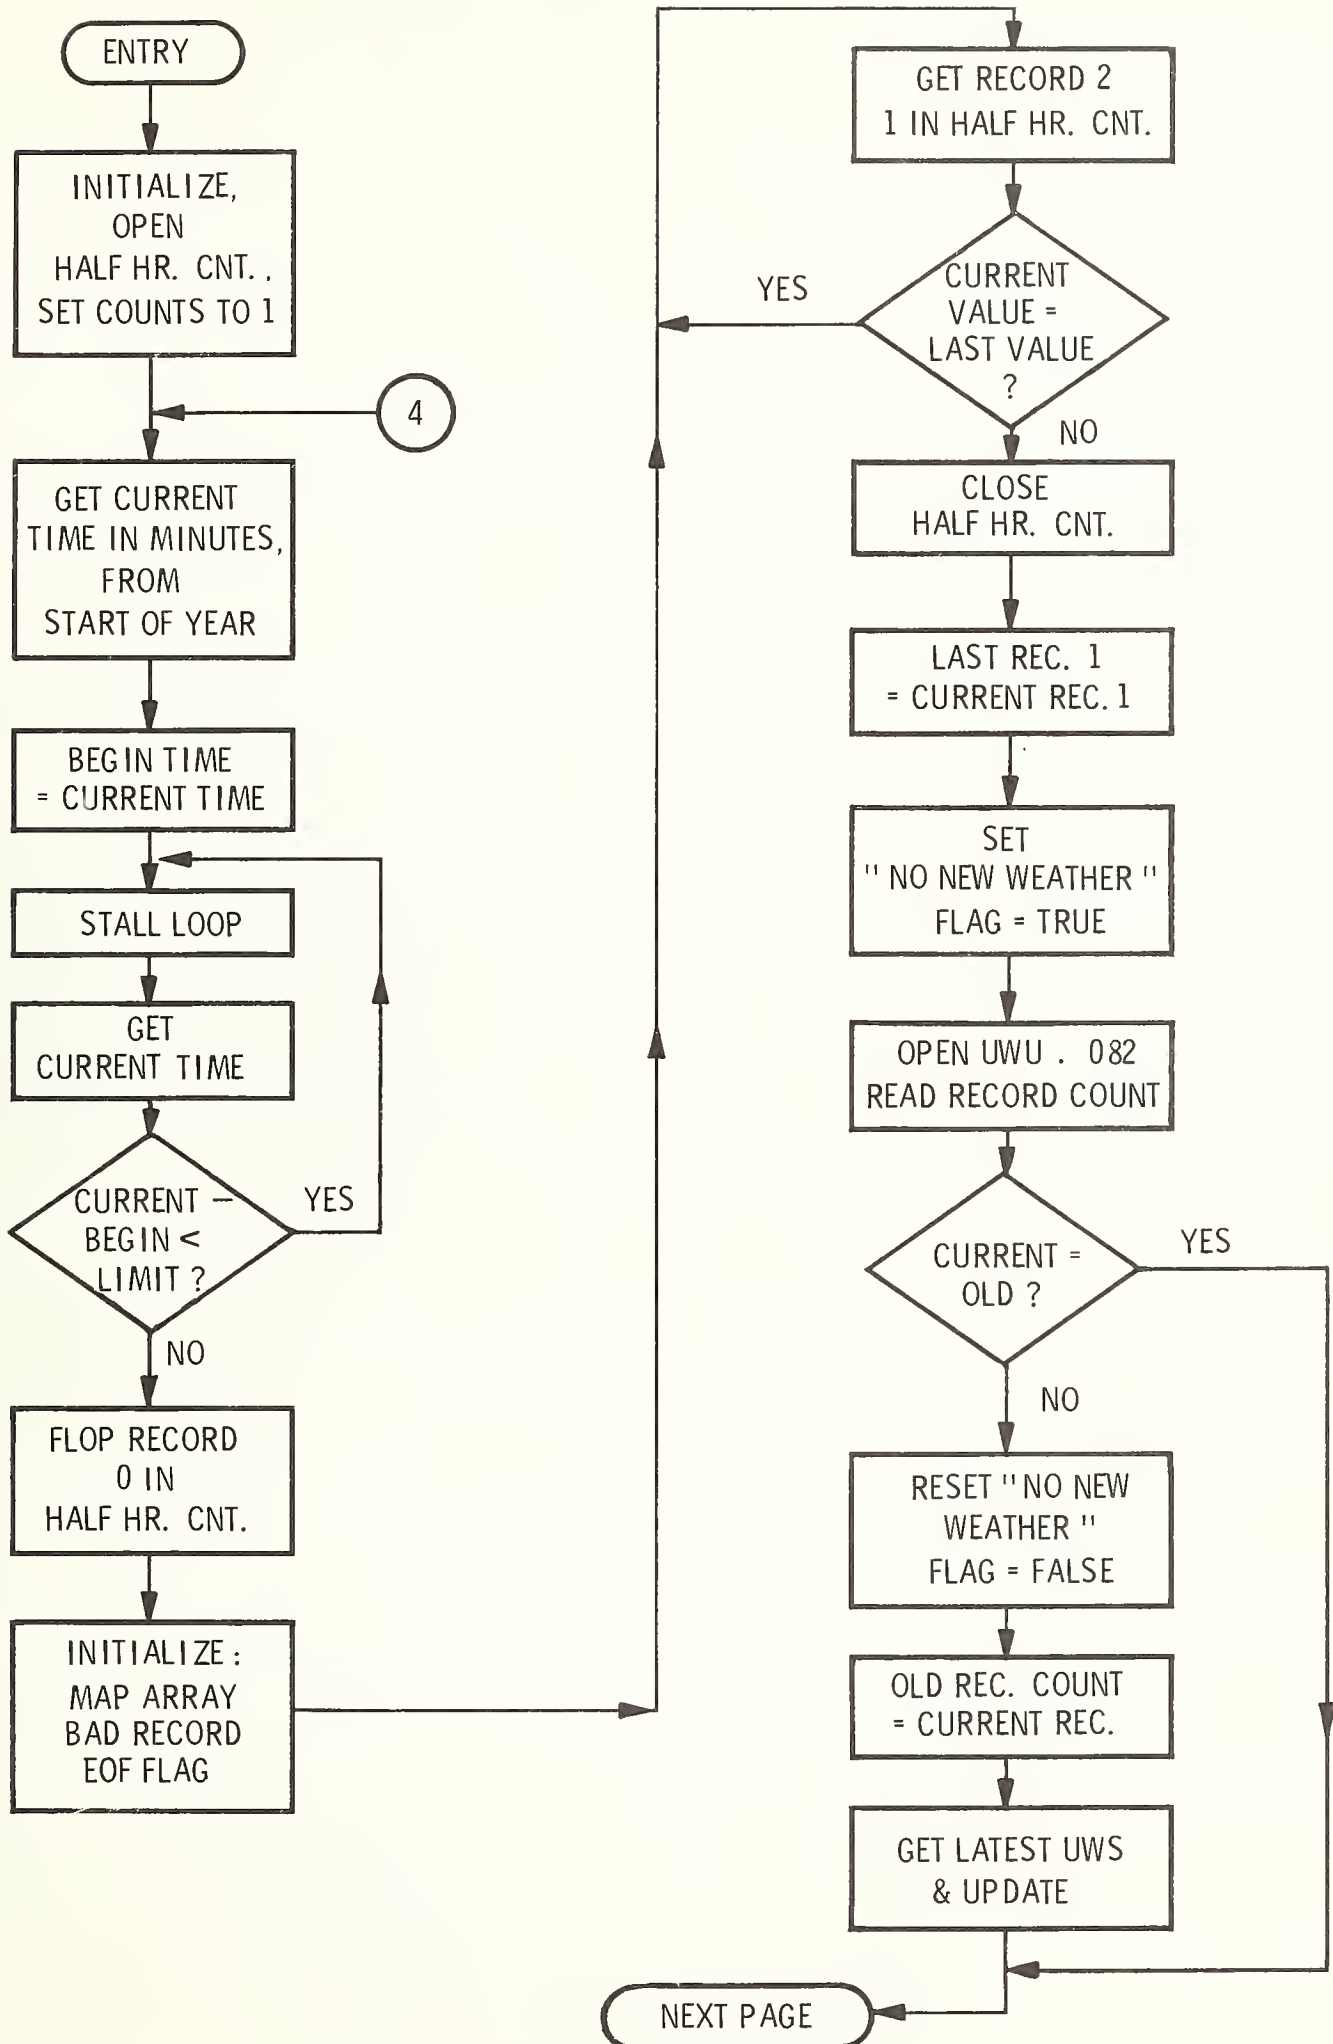 ENTRY
INITIALIZE,
OPEN
HALF HR. CNT..
SET COUNTS TO 1
4
GET CURRENT
TIME IN MINUTES,
FROM
START OF YEAR
BEGIN TIME
= CURRENT TIME
STALL LOOP
GET
CURRENT TIME
CURRENT –
BEGIN <
LIMIT ?
YES
NO
FLOP RECORD
0 IN
HALF HR. CNT.
INITIALIZE :
MAP ARRAY
BAD RECORD
EOF FLAG
GET RECORD 2
1 IN HALF HR. CNT.
CURRENT
VALUE =
LAST VALUE
?
YES
NO
CLOSE
HALF HR. CNT.
LAST REC. 1
= CURRENT REC. 1
SET
" NO NEW WEATHER "
FLAG = TRUE
OPEN UWU . 082
READ RECORD COUNT
CURRENT =
OLD ?
YES
NO
RESET "NO NEW
WEATHER "
FLAG = FALSE
OLD REC. COUNT
= CURRENT REC.
GET LATEST UWS
& UPDATE
NEXT PAGE